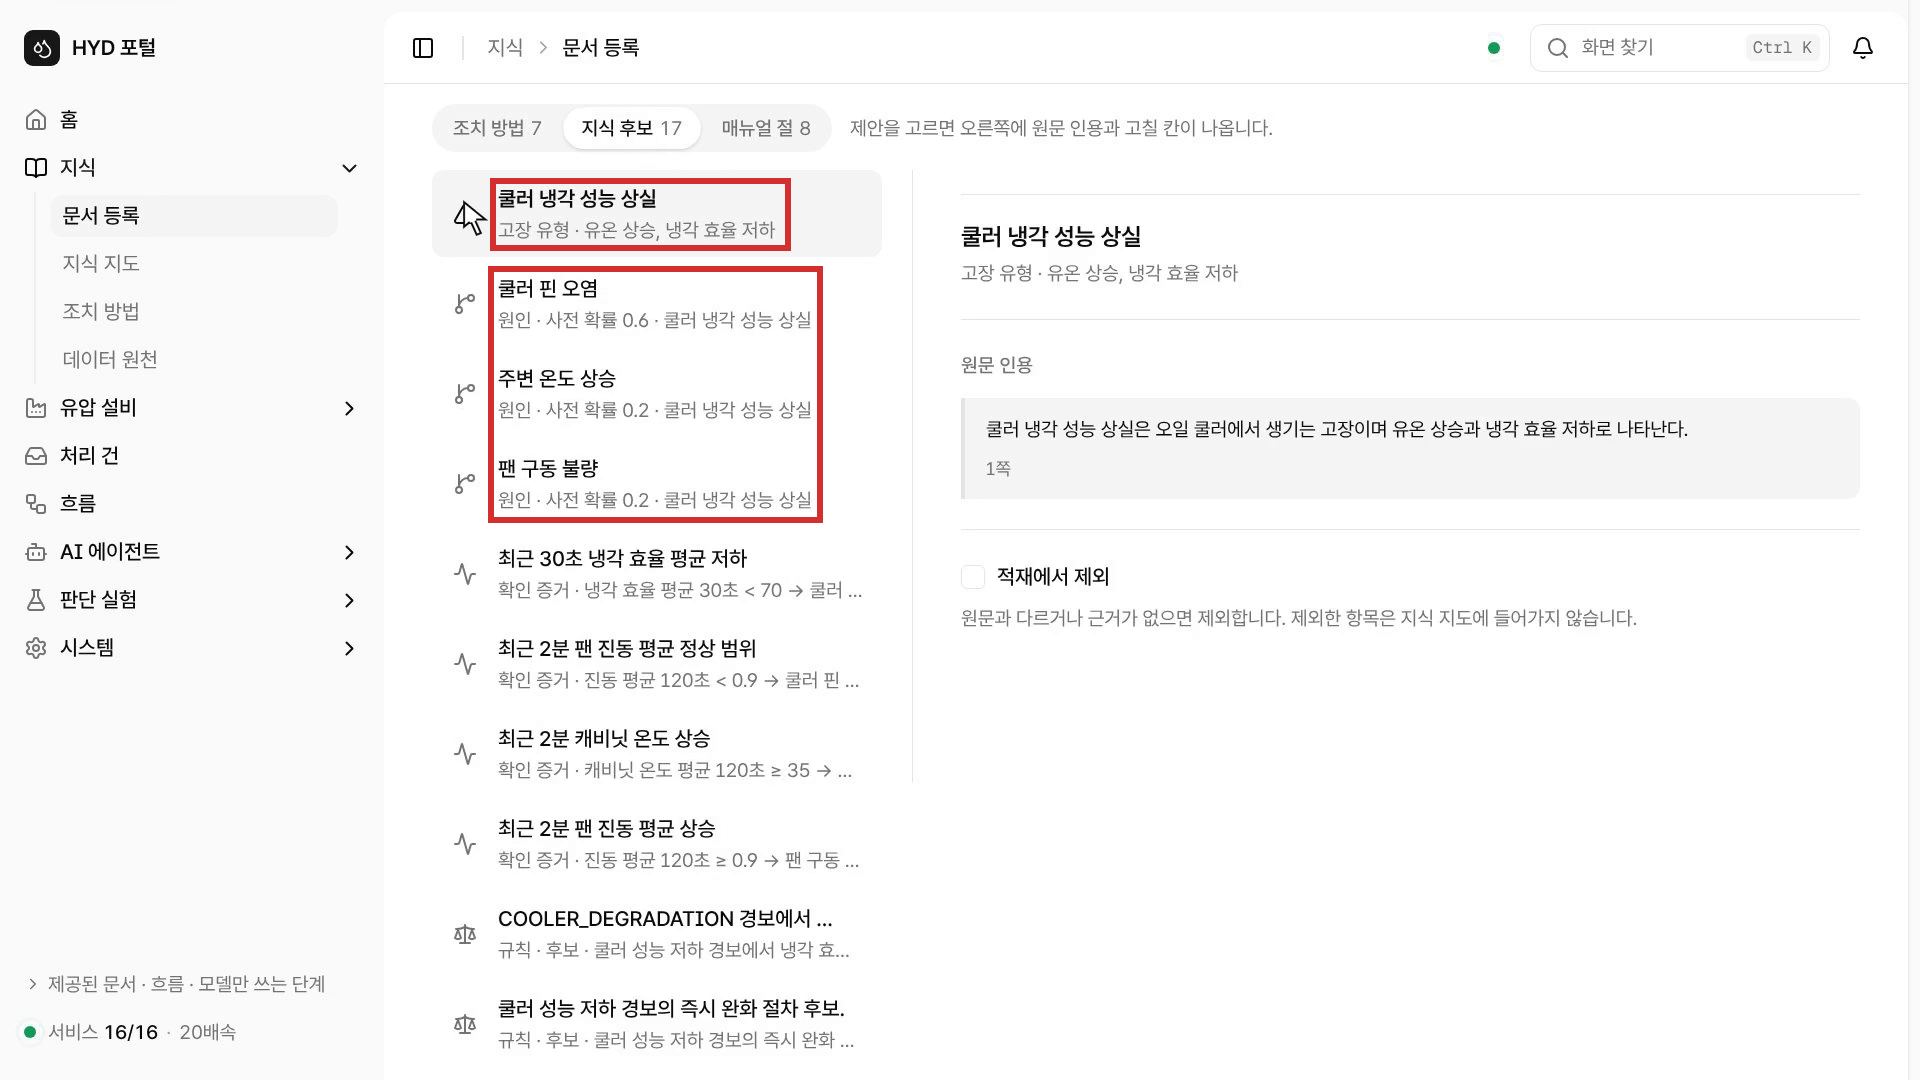 HYD 포털
홈
지식
문서 등록
지식 지도
조치 방법
데이터 원천
유압 설비
처리 건
흐름
AI 에이전트
판단 실험
시스템
제공된 문서 · 흐름 · 모델만 쓰는 단계
서비스 16/16 · 20배속
지식 > 문서 등록
화면 찾기 Ctrl K
조치 방법 7 지식 후보 17 매뉴얼 절 8 제안을 고르면 오른쪽에 원문 인용과 고칠 칸이 나옵니다.
쿨러 냉각 성능 상실
고장 유형 · 유온 상승, 냉각 효율 저하
쿨러 핀 오염
원인 · 사전 확률 0.6 · 쿨러 냉각 성능 상실
주변 온도 상승
원인 · 사전 확률 0.2 · 쿨러 냉각 성능 상실
팬 구동 불량
원인 · 사전 확률 0.2 · 쿨러 냉각 성능 상실
최근 30초 냉각 효율 평균 저하
확인 증거 · 냉각 효율 평균 30초 < 70 → 쿨러 ...
최근 2분 팬 진동 평균 정상 범위
확인 증거 · 진동 평균 120초 < 0.9 → 쿨러 핀 ...
최근 2분 캐비닛 온도 상승
확인 증거 · 캐비닛 온도 평균 120초 ≥ 35 → ...
최근 2분 팬 진동 평균 상승
확인 증거 · 진동 평균 120초 ≥ 0.9 → 팬 구동 ...
COOLER_DEGRADATION 경보에서 ...
규칙 · 후보 · 쿨러 성능 저하 경보에서 냉각 효...
쿨러 성능 저하 경보의 즉시 완화 절차 후보.
규칙 · 후보 · 쿨러 성능 저하 경보의 즉시 완화 ...
쿨러 냉각 성능 상실
고장 유형 · 유온 상승, 냉각 효율 저하
원문 인용
쿨러 냉각 성능 상실은 오일 쿨러에서 생기는 고장이며 유온 상승과 냉각 효율 저하로 나타난다.
1쪽
적재에서 제외
원문과 다르거나 근거가 없으면 제외합니다. 제외한 항목은 지식 지도에 들어가지 않습니다.